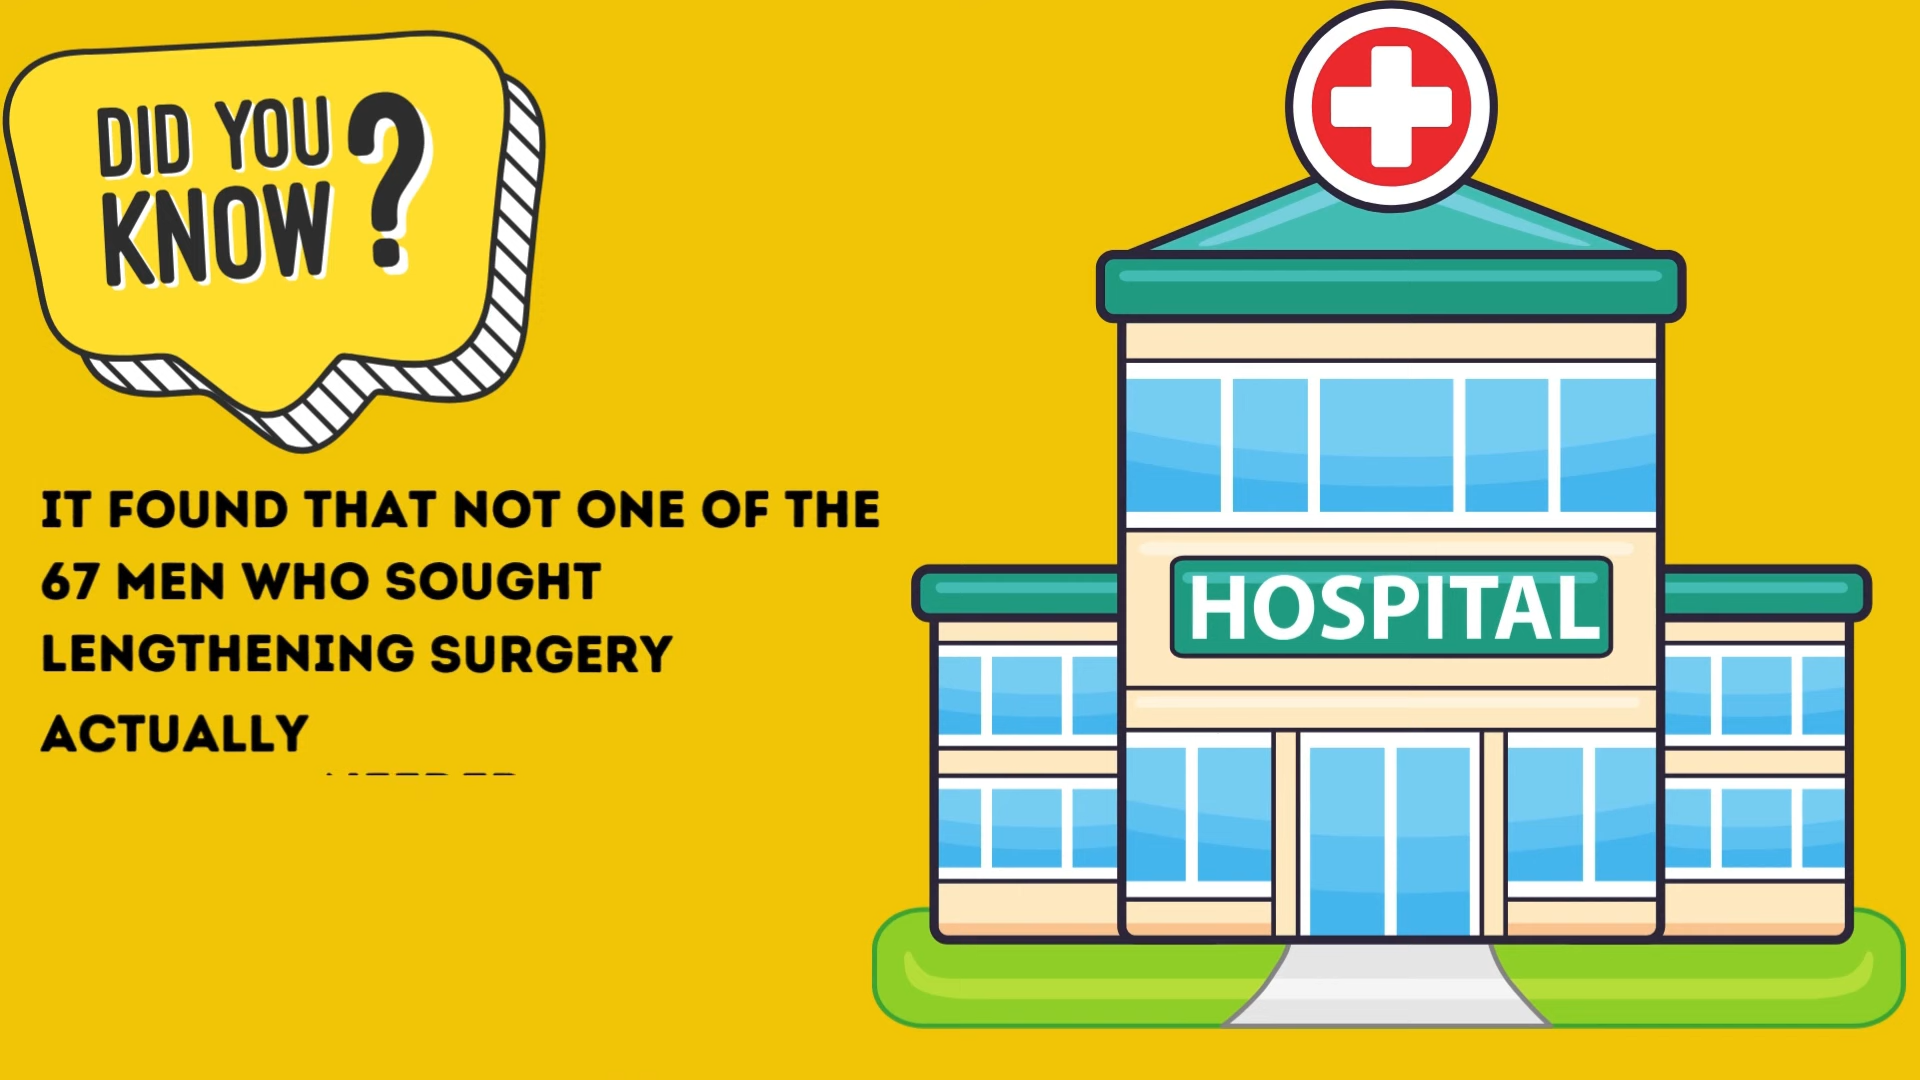 DID YOU
KNOW?
IT FOUND THAT NOT ONE OF THE
67 MEN WHO SOUGHT
LENGTHENING SURGERY
ACTUALLY
HOSPITAL